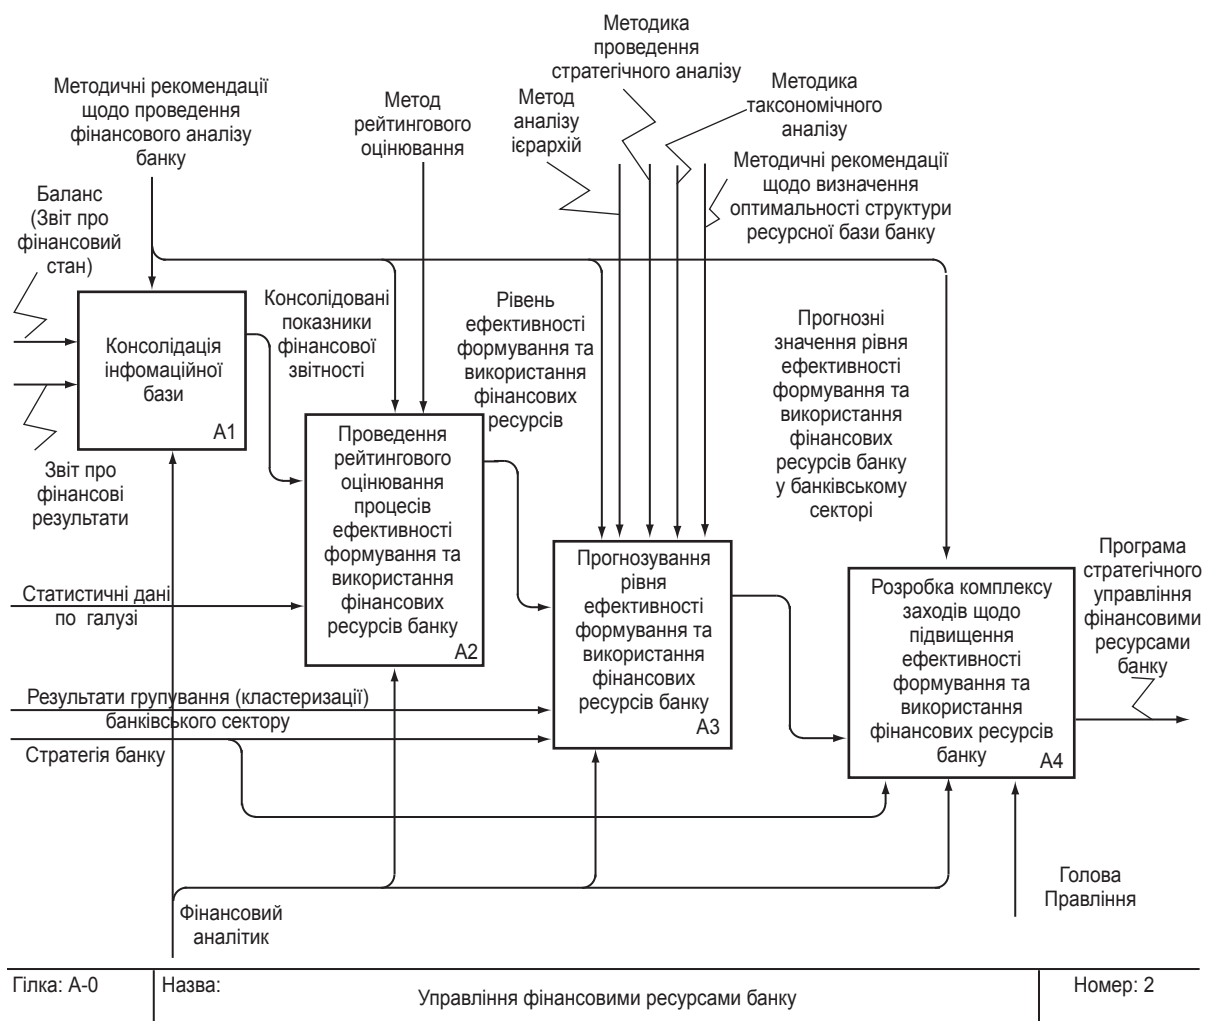 Методика
проведення
стратегічного аналізу
Методичні рекомендації
щодо проведення
фінансового аналізу
банку
Метод
рейтингового
оцінювання
Метод
аналізу
ієрархій
Методика
таксономічного
аналізу
Методичні рекомендації
щодо визначення
оптимальності структури
ресурсної бази банку
Баланс
(Звіт про
фінансовий
стан)
Консолідація
інфомаційної
бази
А1
Звіт про
фінансові
результати
Консолідовані
показники
фінансової
звітності
Рівень
ефективності
формування та
використання
фінансових
ресурсів
Прогнозні
значення рівня
ефективності
формування та
використання
фінансових
ресурсів банку
у банківському
секторі
Проведення
рейтингового
оцінювання
процесів
ефективності
формування та
використання
фінансових
ресурсів банку
А2
Статистичні дані
по галузі
Прогнозування
рівня
ефективності
формування та
використання
фінансових
ресурсів банку
А3
Розробка комплексу
заходів щодо
підвищення
ефективності
формування та
використання
фінансових ресурсів
банку
А4
Програма
стратегічного
управління
фінансовими
ресурсами
банку
Результати групування (кластеризації)
банківського сектору
Стратегія банку
Фінансовий
аналітик
Голова
Правління
Гілка: А-0
Назва:
Управління фінансовими ресурсами банку
Номер: 2